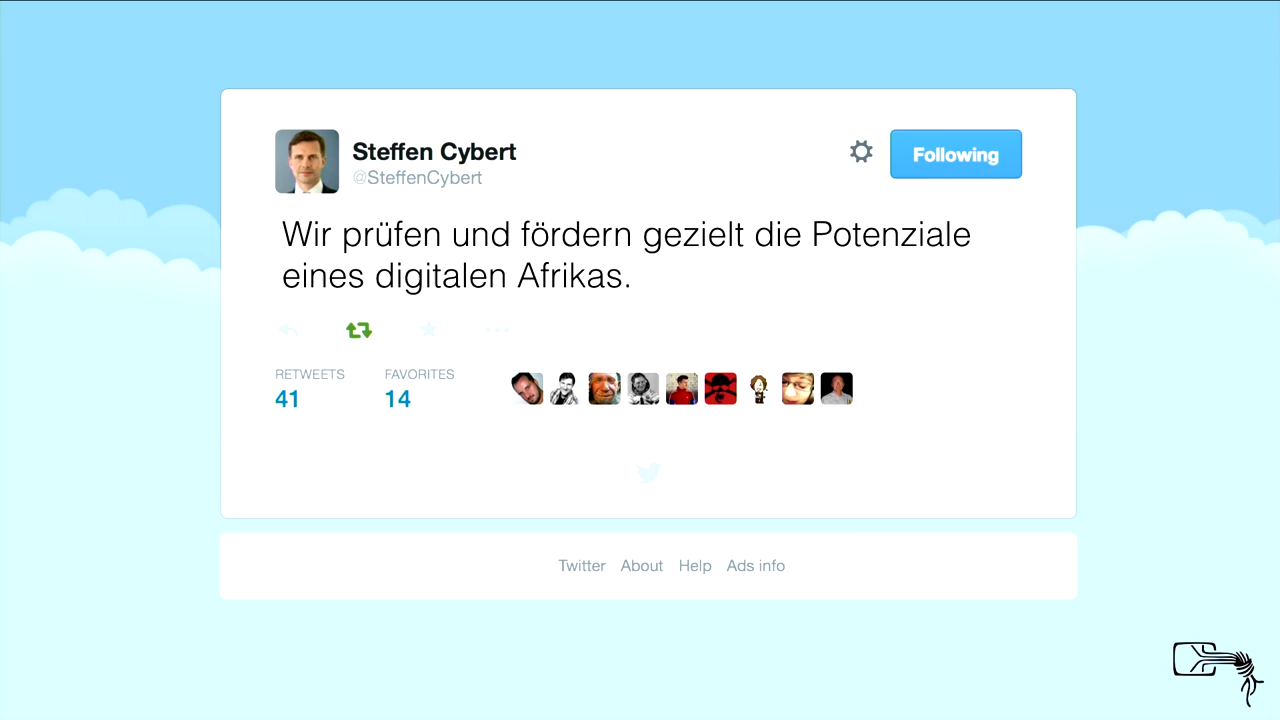 Steffen Cybert
@SteffenCybert
Following
Wir prüfen und fördern gezielt die Potenziale
eines digitalen Afrikas.
RETWEETS FAVORITES
41 14
Twitter About Help Ads info